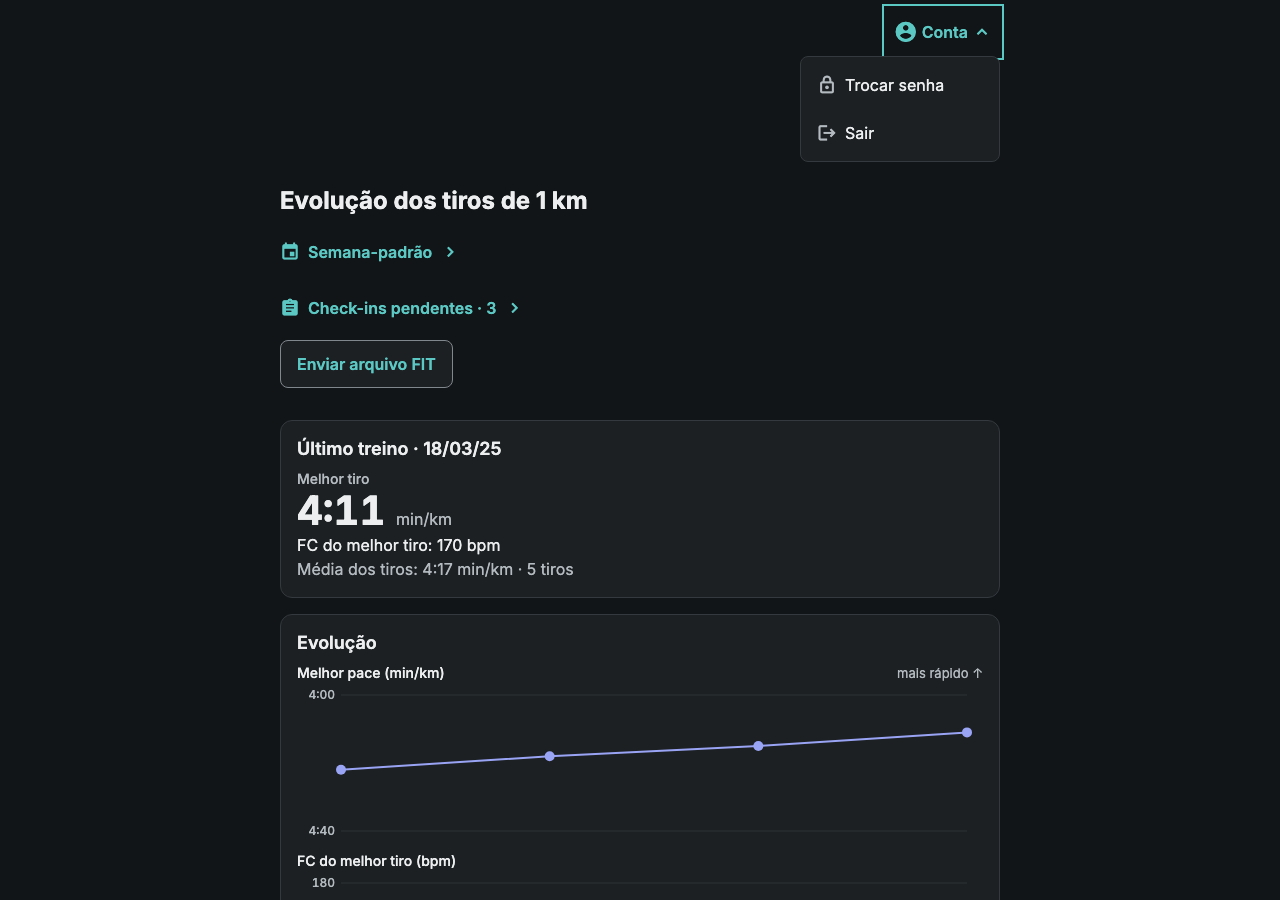 Conta
Trocar senha
Sair
Evolução dos tiros de 1 km
Semana-padrão
Check-ins pendentes · 3
Enviar arquivo FIT
Último treino · 18/03/25
Melhor tiro
4:11 min/km
FC do melhor tiro: 170 bpm
Média dos tiros: 4:17 min/km · 5 tiros
Evolução
Melhor pace (min/km) mais rápido ↑
4:00
4:40
FC do melhor tiro (bpm)
180